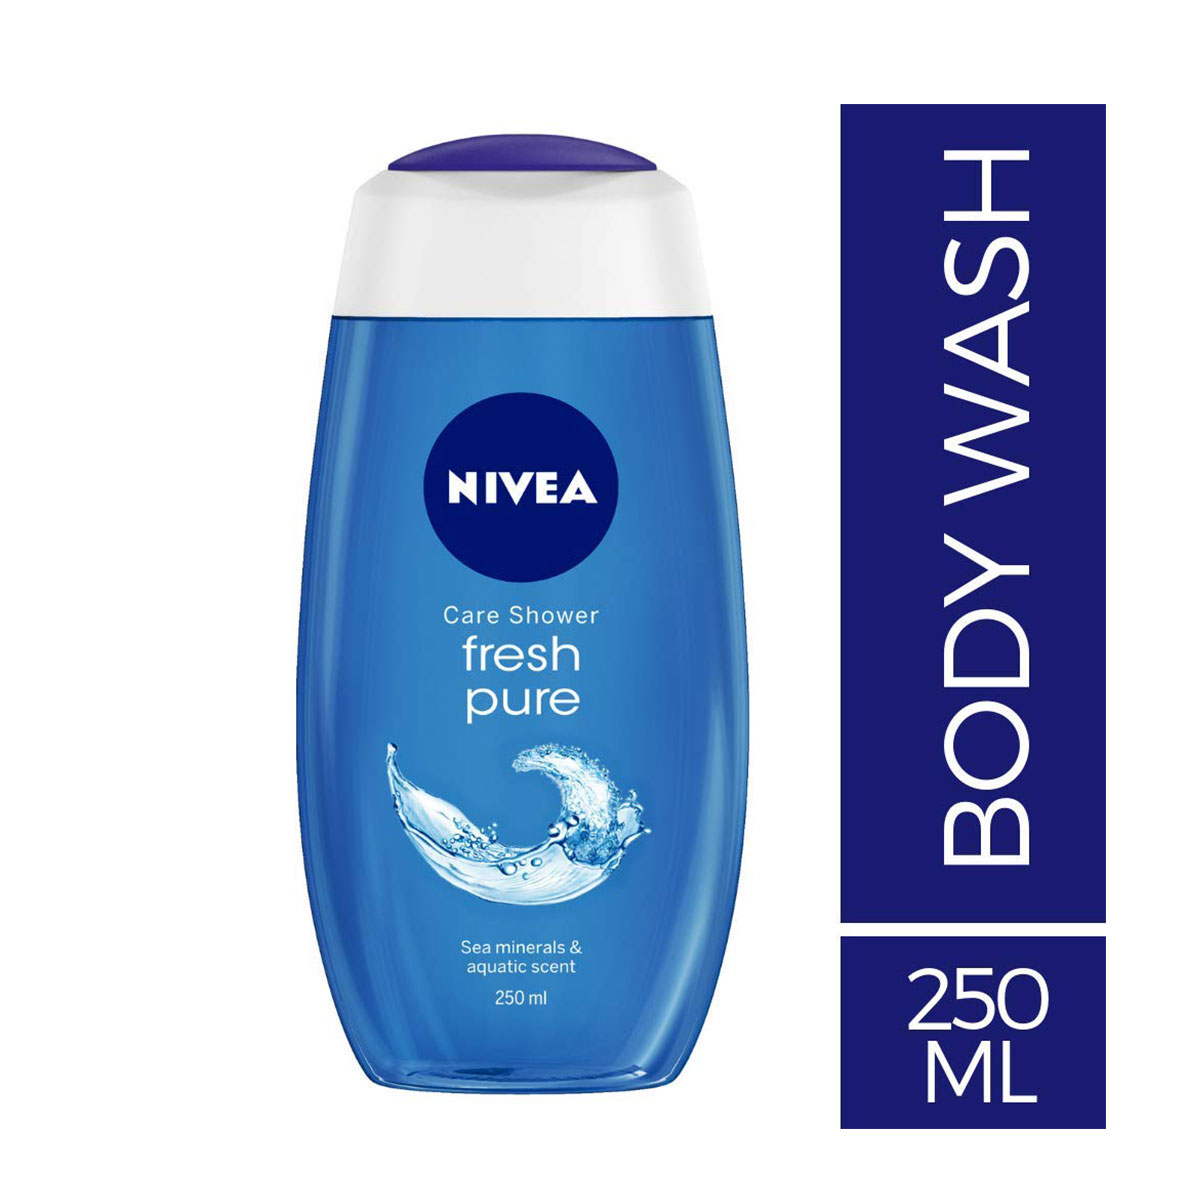 NIVEA
Care Shower
fresh
pure
Sea minerals &
aquatic scent
250 ml
BODY WASH
250
ML